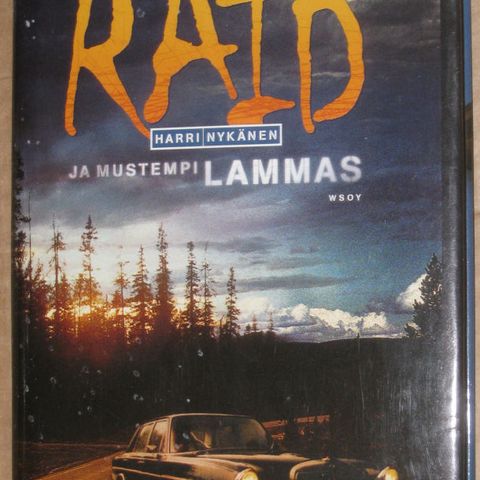 RAID
HARRI NYKÄNEN
JA MUSTEMPI LAMMAS
WSOY